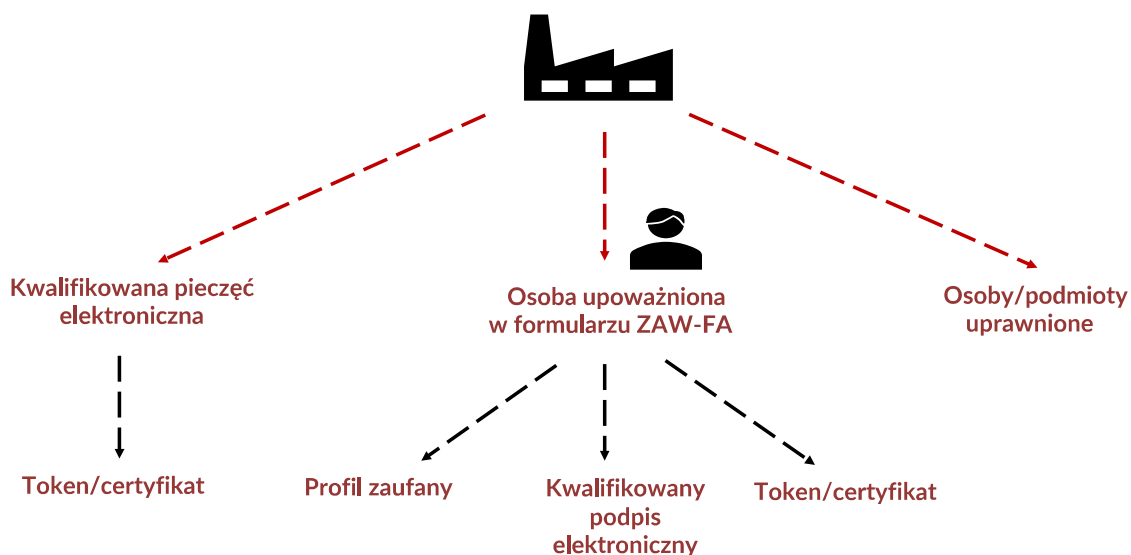 Kwalifikowana pieczęć
elektroniczna
Osoba upoważniona
w formularzu ZAW-FA
Osoby/podmioty
uprawnione
Token/certyfikat
Profil zaufany
Kwalifikowany
podpis
elektroniczny
Token/certyfikat